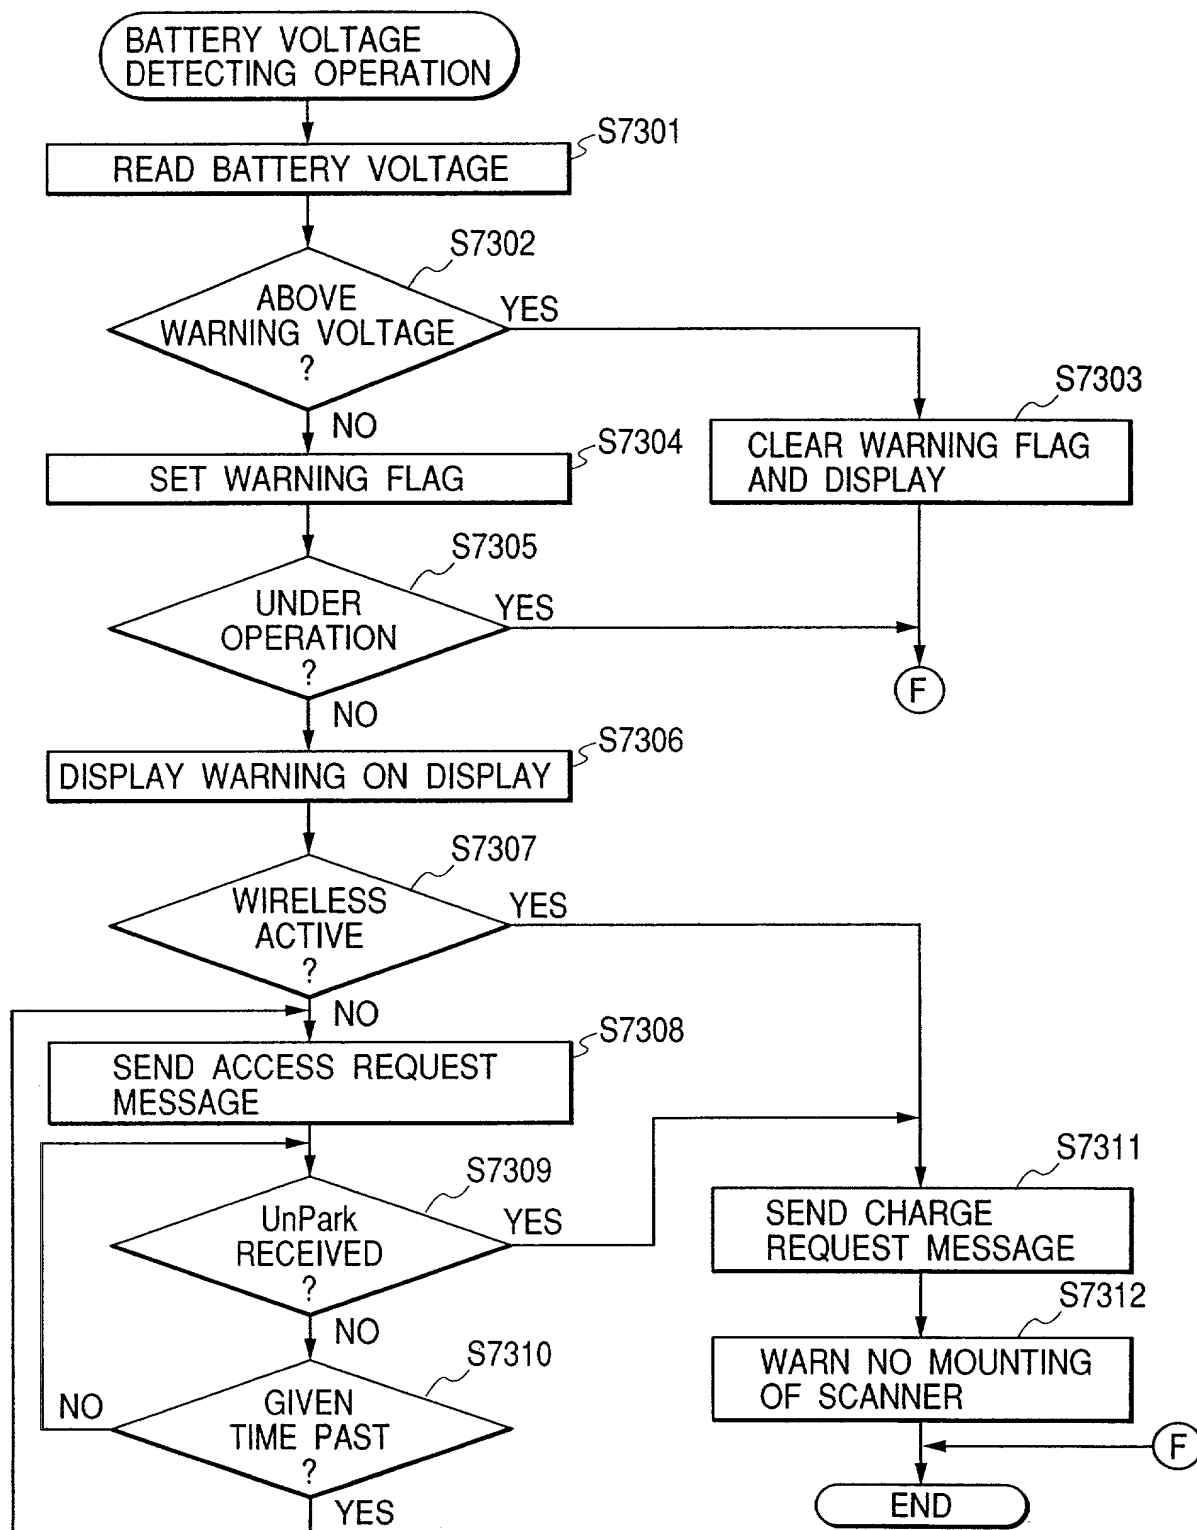 BATTERY VOLTAGE
DETECTING OPERATION
S7301
READ BATTERY VOLTAGE
S7302
ABOVE
WARNING VOLTAGE
?
YES
NO
S7303
CLEAR WARNING FLAG
AND DISPLAY
S7304
SET WARNING FLAG
S7305
UNDER
OPERATION
?
YES
F
NO
S7306
DISPLAY WARNING ON DISPLAY
S7307
WIRELESS
ACTIVE
?
YES
NO
S7308
SEND ACCESS REQUEST
MESSAGE
S7309
UnPark
RECEIVED
?
YES
NO
S7310
GIVEN
TIME PAST
?
NO
YES
S7311
SEND CHARGE
REQUEST MESSAGE
S7312
WARN NO MOUNTING
OF SCANNER
F
END